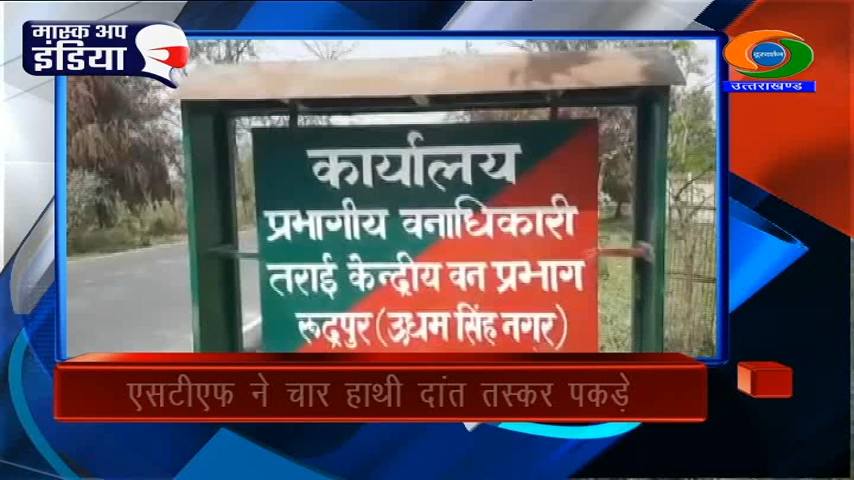 मास्क अप
इंडिया
दूरदर्शन
उत्तराखण्ड
कार्यालय
प्रभागीय वनाधिकारी
तराई केन्द्रीय वन प्रभाग
रूद्रपुर (उधम सिंह नगर)
एसटीएफ ने चार हाथी दांत तस्कर पकड़े